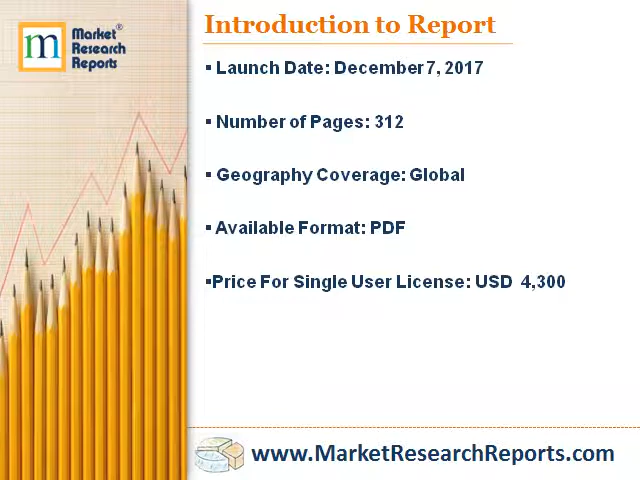 Introduction to Report
m
Market®
Research
Reports
▪ Launch Date: December 7, 2017
▪ Number of Pages: 312
▪ Geography Coverage: Global
▪ Available Format: PDF
▪Price For Single User License: USD 4,300
www.MarketResearchReports.com